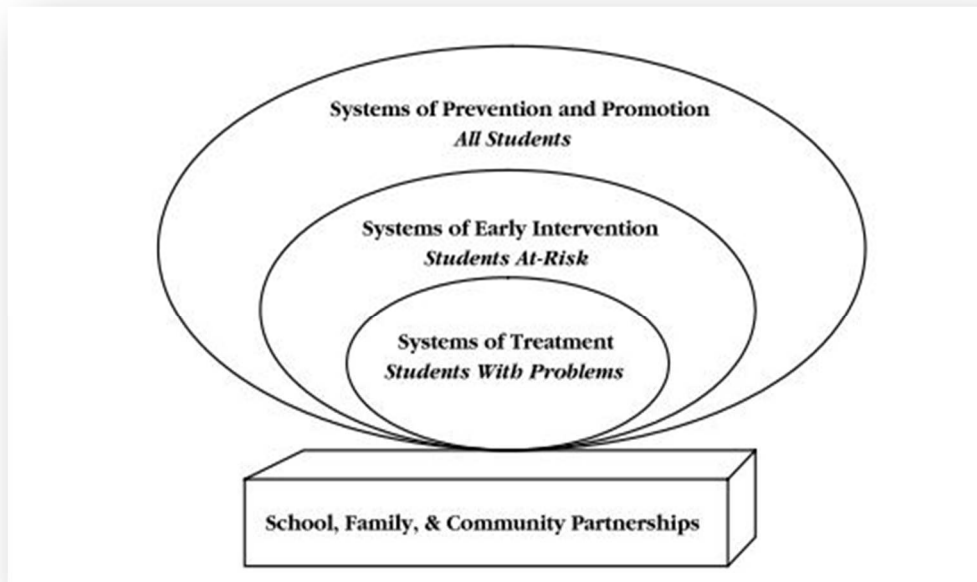 Systems of Prevention and Promotion
All Students
Systems of Early Intervention
Students At-Risk
Systems of Treatment
Students With Problems
School, Family, & Community Partnerships